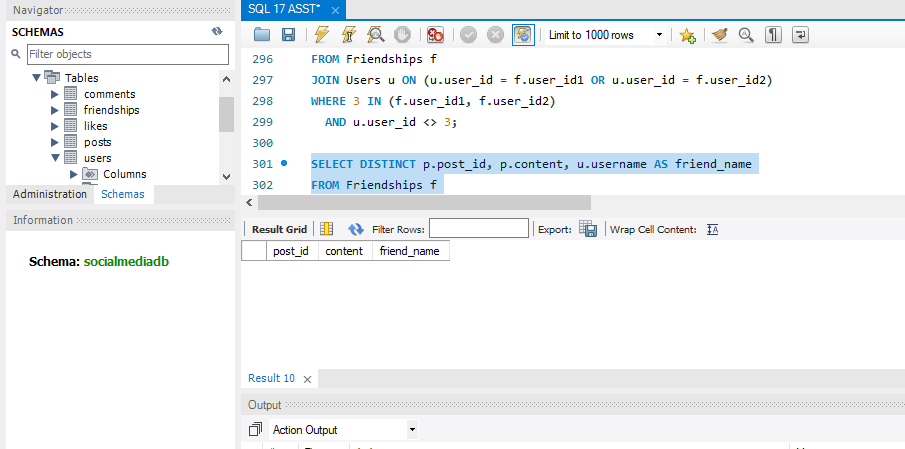 Navigator
SCHEMAS
Filter objects
Tables
comments
friendships
likes
posts
users
Columns
Administration Schemas
Information
Schema: socialmediadb
SQL 17 ASST*
Limit to 1000 rows
296 FROM Friendships f
297 JOIN Users u ON (u.user_id = f.user_id1 OR u.user_id = f.user_id2)
298 WHERE 3 IN (f.user_id1, f.user_id2)
299 AND u.user_id <> 3;
300
301 SELECT DISTINCT p.post_id, p.content, u.username AS friend_name
302 FROM Friendships f
Result Grid Filter Rows: Export: Wrap Cell Content:
post_id content friend_name
Result 10
Output
Action Output